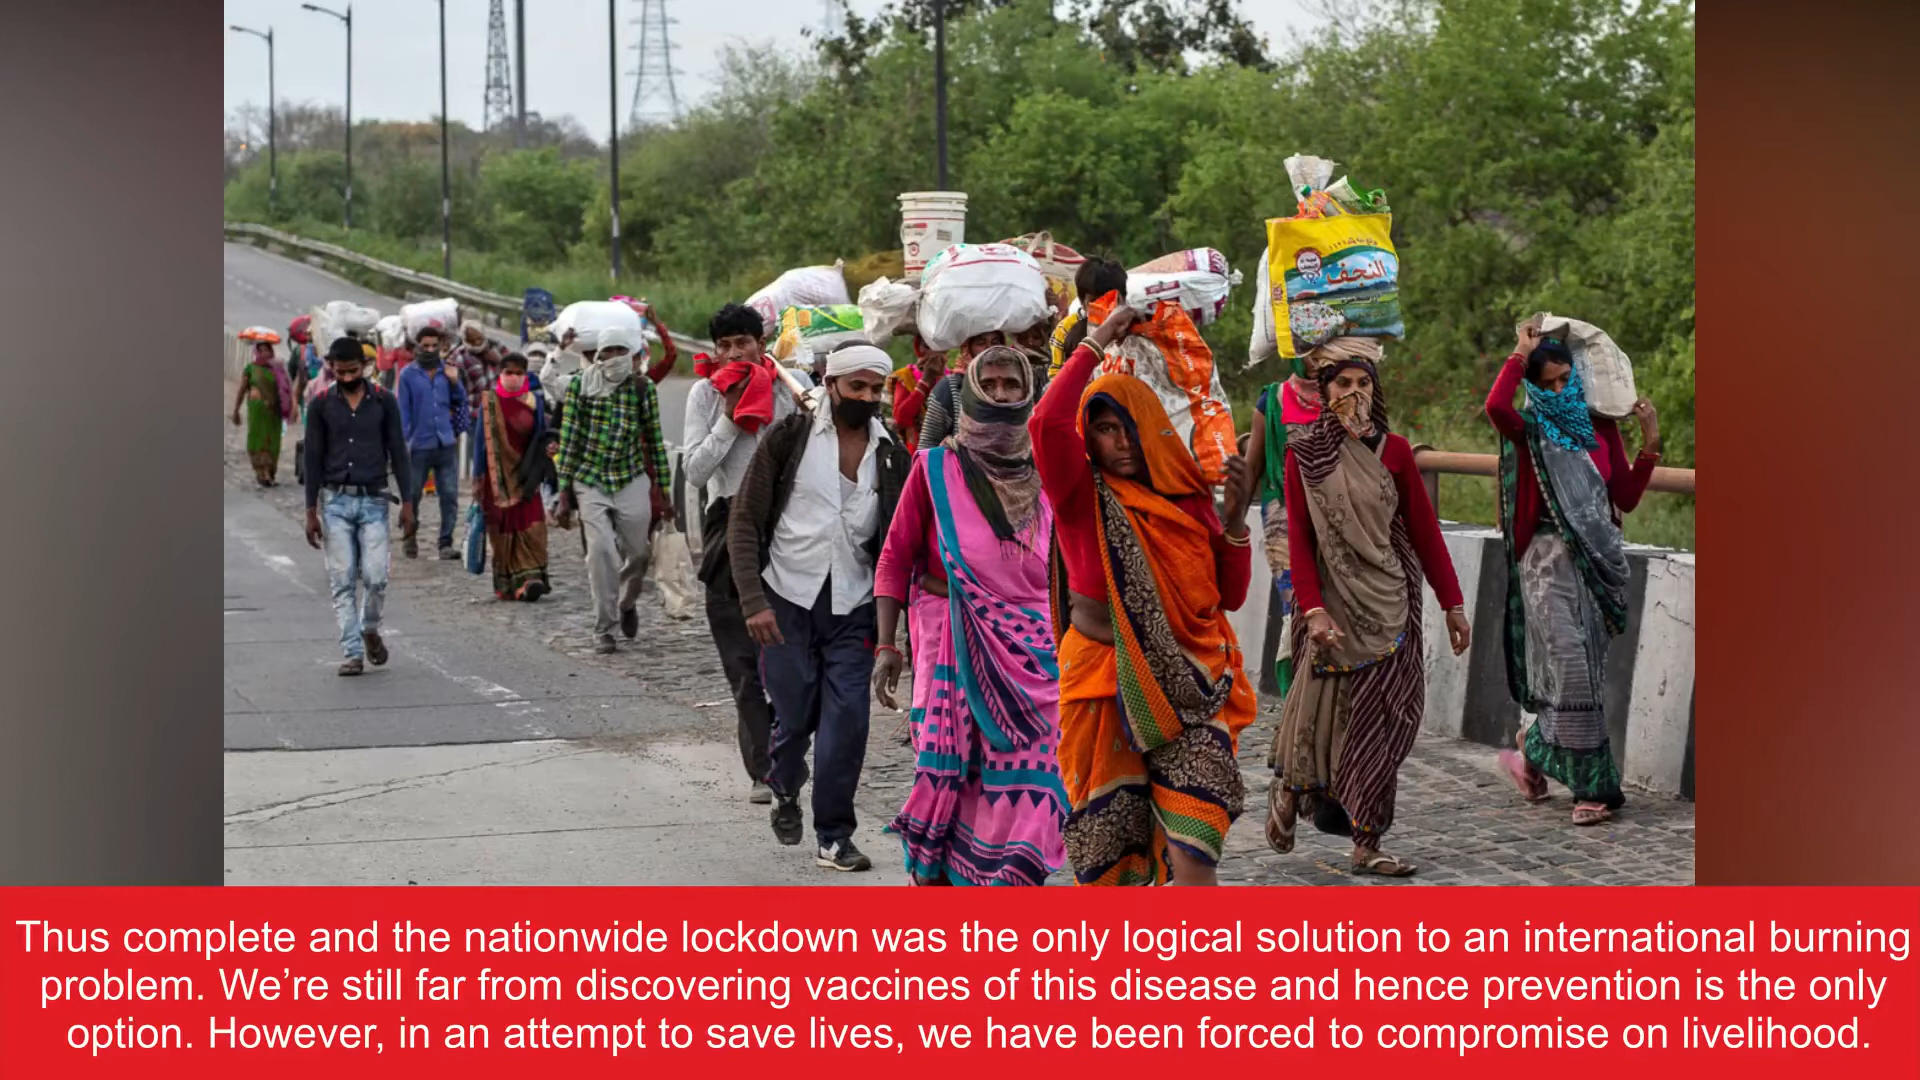 النجف
Thus complete and the nationwide lockdown was the only logical solution to an international burning
problem. We’re still far from discovering vaccines of this disease and hence prevention is the only
option. However, in an attempt to save lives, we have been forced to compromise on livelihood.